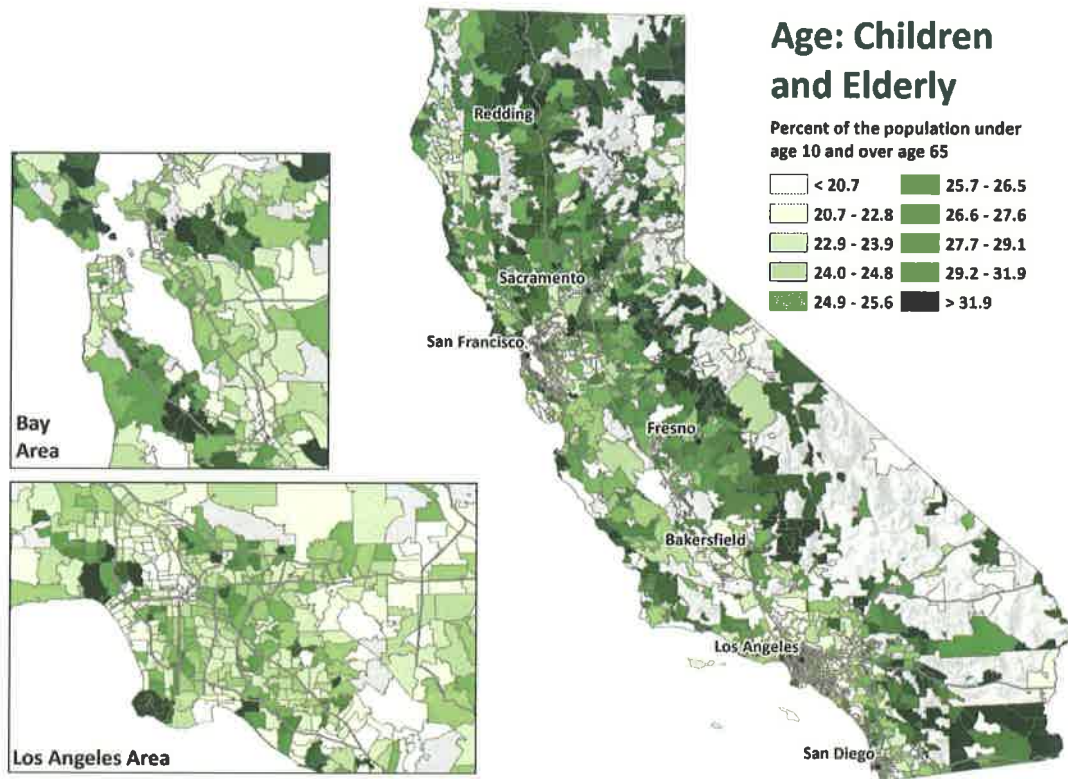 Age: Children
and Elderly
Percent of the population under
age 10 and over age 65
< 20.7
25.7 - 26.5
20.7 - 22.8
26.6 - 27.6
22.9 - 23.9
27.7 - 29.1
24.0 - 24.8
29.2 - 31.9
24.9 - 25.6
> 31.9
Redding
Sacramento
San Francisco
Fresno
Bakersfield
Los Angeles
San Diego
Bay
Area
Los Angeles Area